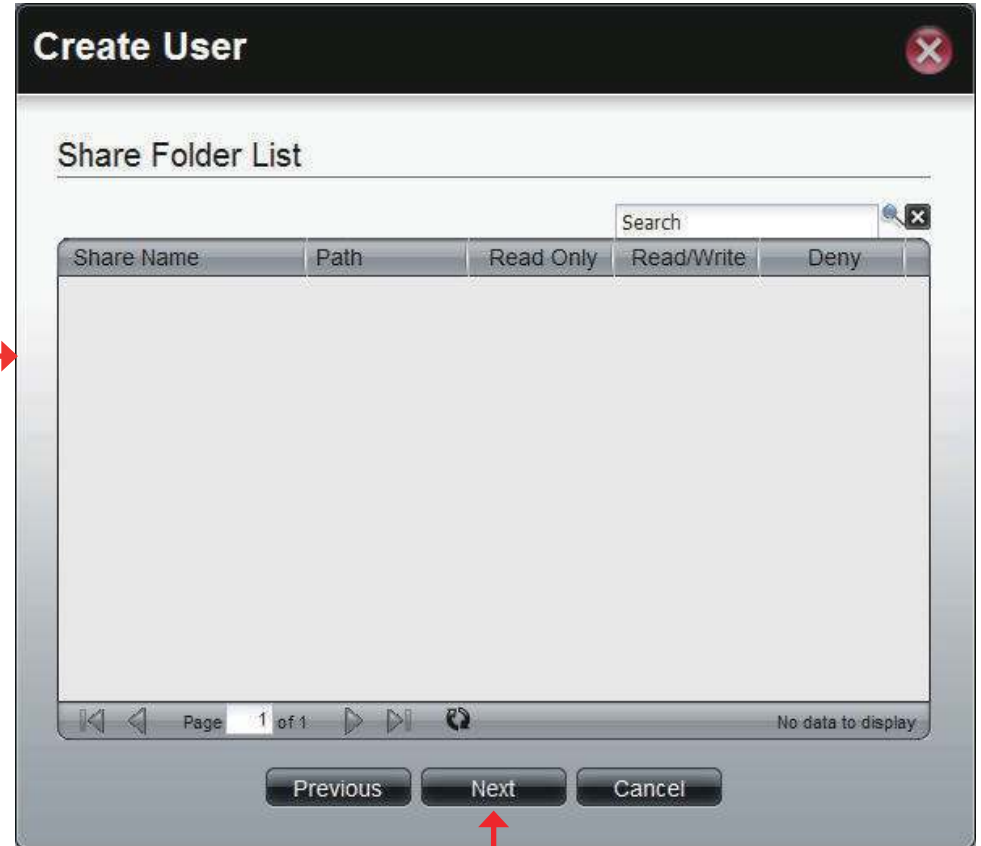 Create User
Share Folder List
Search
Share Name Path Read Only Read/Write Deny
Page 1 of 1 No data to display
Previous Next Cancel